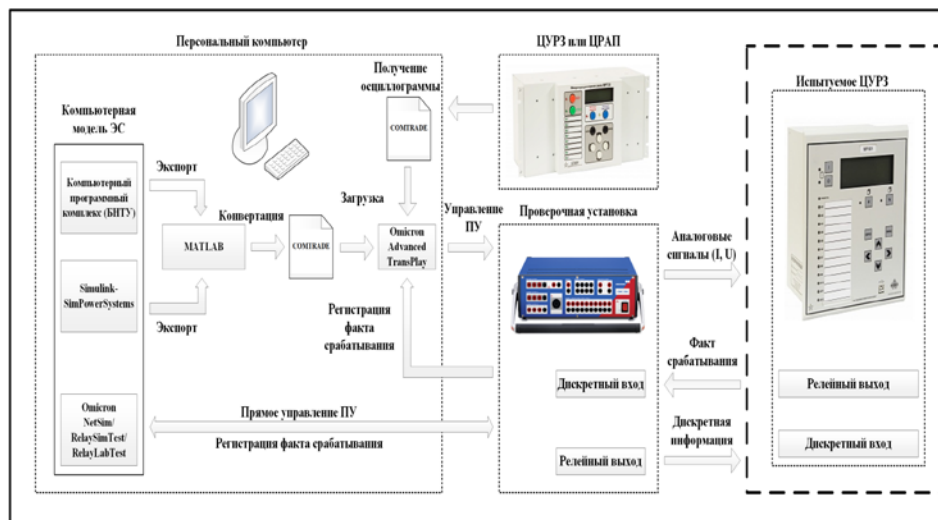 Персональный компьютер
ЦУРЗ или ЦРАП
Получение
осциллограммы
COMTRADE
Испытуемое ЦУРЗ
Компьютерная
модель ЭС
Компьютерный
программный
комплекс (БНТУ)
Экспорт
Загрузка
Управление
ПУ
Проверочная установка
Конвертация
MATLAB
COMTRADE
Omicron
Advanced
TransPlay
Аналоговые
сигналы (I, U)
Simulink-
SimPowerSystems
Экспорт
Регистрация
факта
срабатывания
Факт
срабатывания
Дискретный вход
Релейный выход
Omicron
NetSim/
RelaySimTest/
RelayLabTest
Прямое управление ПУ
Регистрация факта срабатывания
Дискретная
информация
Релейный выход
Дискретный вход